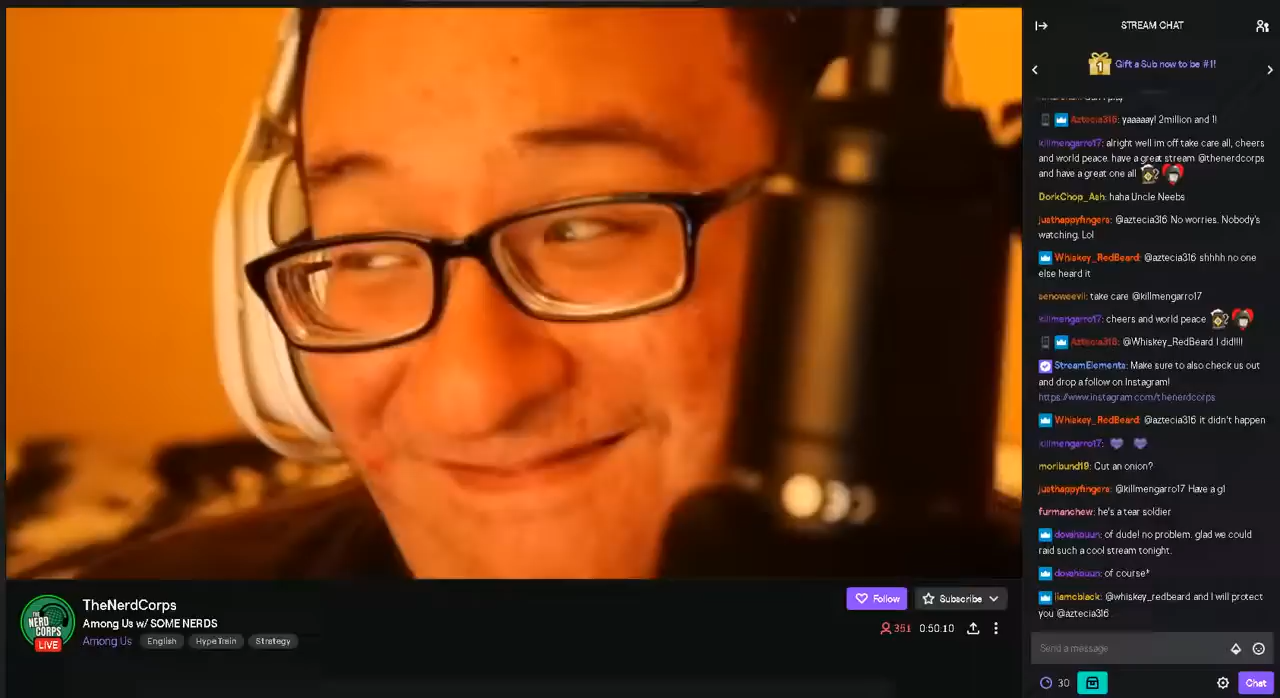 STREAM CHAT
Gift a Sub now to be #1!
Aztecia316: yaaaaay! 2million and 1!
killmengarro17: alright well im off take care all, cheers
and world peace. have a great stream @thenerdcorps
and have a great one all
DorkChop_Ash: haha Uncle Neebs
justhappyfingers: @aztecia316 No worries. Nobody's
watching. Lol
Whiskey_RedBeard: @aztecia316 shhhh no one
else heard it
senoweevil: take care @killmengarro17
killmengarro17: cheers and world peace
Aztecia316: @Whiskey_RedBeard I did!!!!
StreamElements: Make sure to also check us out
and drop a follow on Instagram!
https://www.instagram.com/thenerdcorps
Whiskey_RedBeard: @aztecia316 it didn't happen
killmengarro17:
moribund19: Cut an onion?
justhappyfingers: @killmengarro17 Have a g1
furmanchew: he's a tear soldier
dovahouun: of dude! no problem. glad we could
raid such a cool stream tonight.
dovahouun: of course*
liamcblack: @whiskey_redbeard and I will protect
you @aztecia316
Send a message
30
Chat
THE
NERD
CORPS
LIVE
TheNerdCorps
Among Us w/ SOME NERDS
Among Us English Hype Train Strategy
Follow Subscribe
351 0:50:10